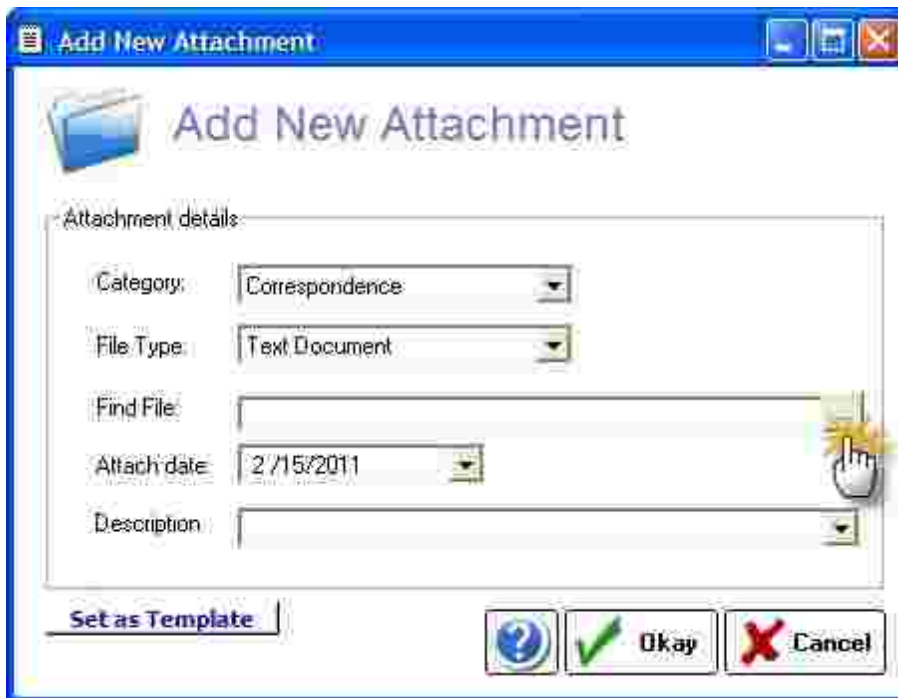 Add New Attachment
Add New Attachment
Attachment details
Category: Correspondence
File Type: Text Document
Find File:
Attach date: 2 /15/2011
Description
Set as Template
? Okay Cancel